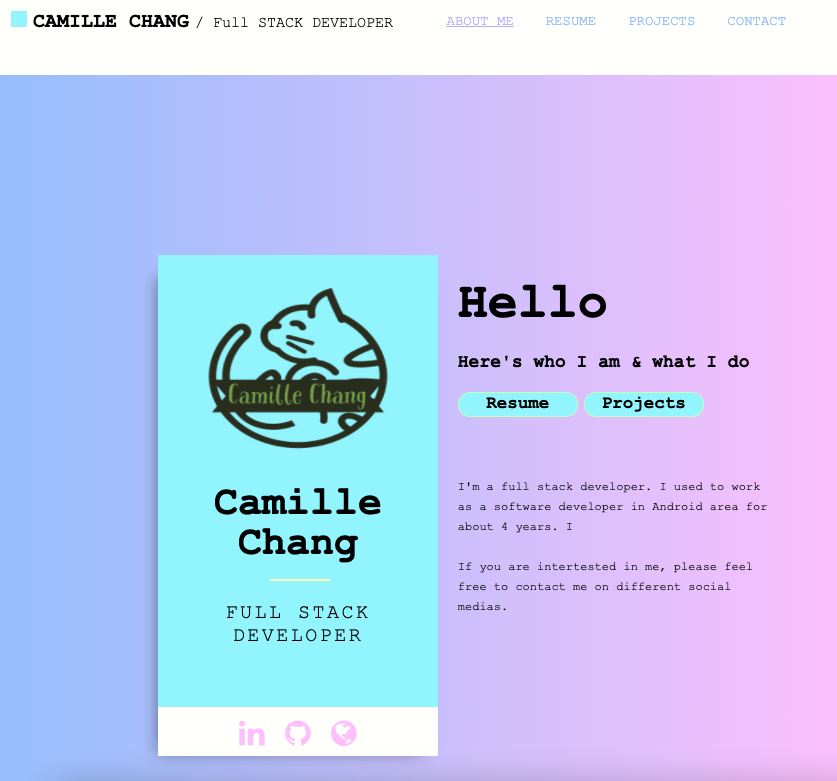 CAMILLE CHANG / Full STACK DEVELOPER
ABOUT ME RESUME PROJECTS CONTACT
Camille Chang
Camille
Chang
FULL STACK
DEVELOPER
in
Hello
Here's who I am & what I do
Resume Projects
I'm a full stack developer. I used to work
as a software developer in Android area for
about 4 years. I
If you are intertested in me, please feel
free to contact me on different social
medias.